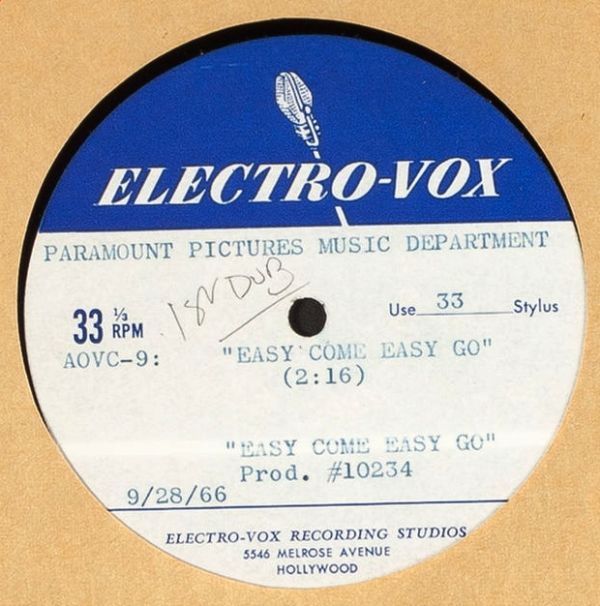 ELECTRO-VOX
PARAMOUNT PICTURES MUSIC DEPARTMENT
1st DUB
33 1/3 RPM
Use 33 Stylus
AOVC-9: "EASY COME EASY GO"
(2:16)
"EASY COME EASY GO"
Prod. #10234
9/28/66
ELECTRO-VOX RECORDING STUDIOS
5546 MELROSE AVENUE
HOLLYWOOD